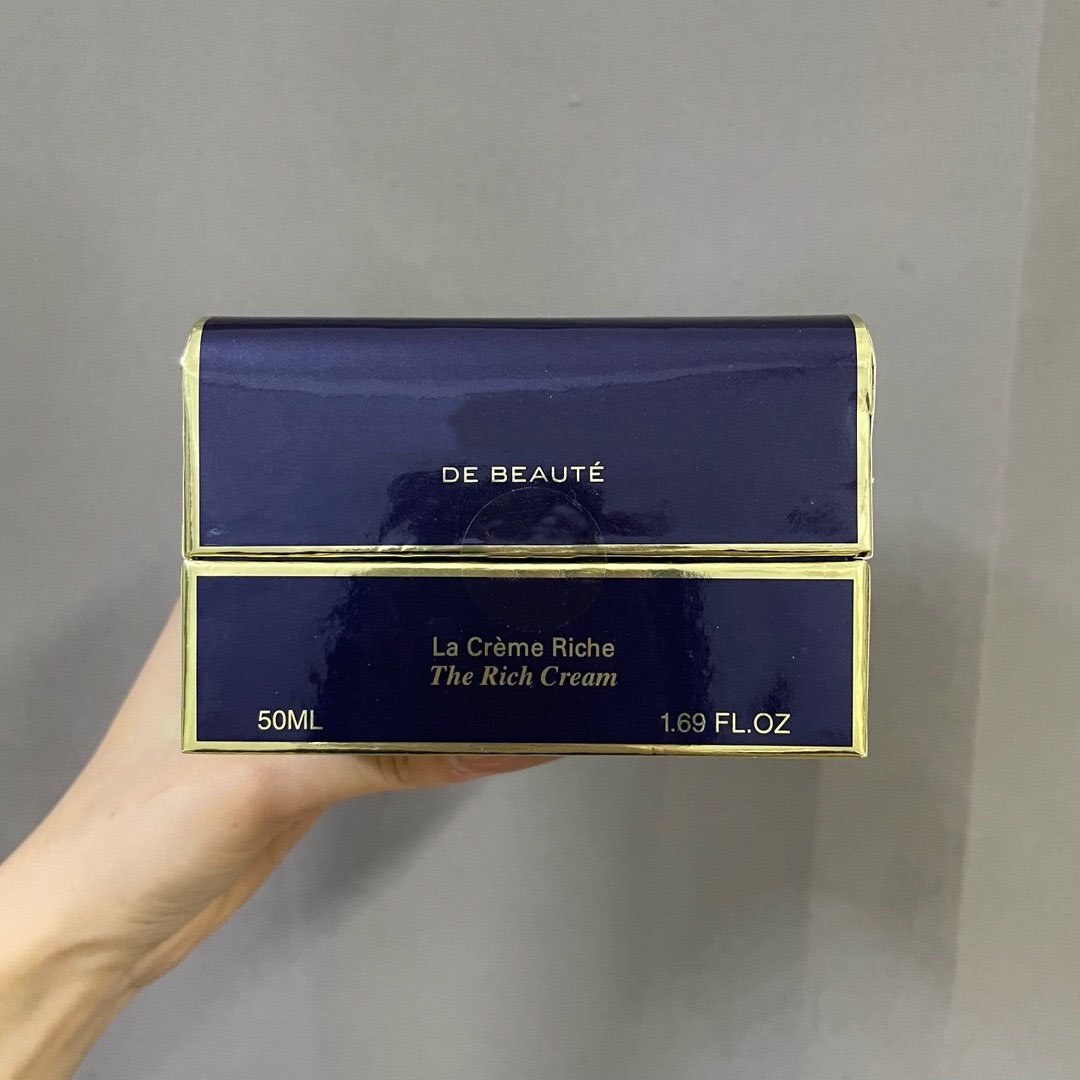 DE BEAUTÉ
La Crème Riche
The Rich Cream
50ML 1.69 FL.OZ